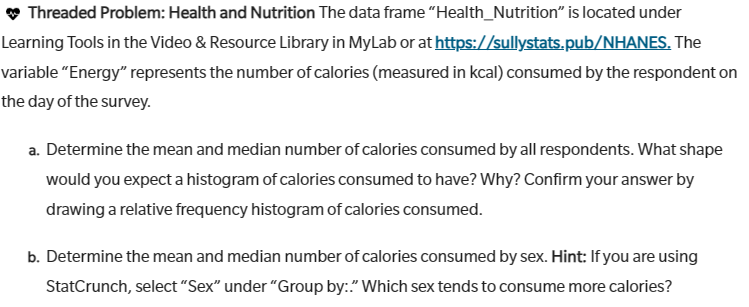 Threaded Problem: Health and Nutrition The data frame “Health_Nutrition” is located under
Learning Tools in the Video & Resource Library in MyLab or at https://sullystats.pub/NHANES. The
variable “Energy” represents the number of calories (measured in kcal) consumed by the respondent on
the day of the survey.
a. Determine the mean and median number of calories consumed by all respondents. What shape
would you expect a histogram of calories consumed to have? Why? Confirm your answer by
drawing a relative frequency histogram of calories consumed.
b. Determine the mean and median number of calories consumed by sex. Hint: If you are using
StatCrunch, select “Sex” under “Group by:.” Which sex tends to consume more calories?